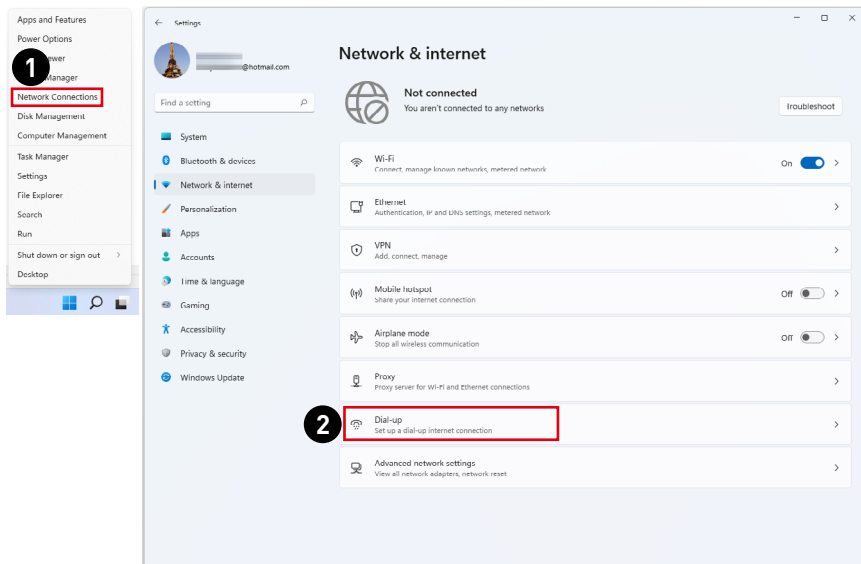 Apps and Features
Power Options
ewer
1
Manager
Network Connections
Disk Management
Computer Management
Task Manager
Settings
File Explorer
Search
Run
Shut down or sign out
Desktop
Settings
@hotmail.com
Find a setting
System
Bluetooth & devices
Network & internet
Personalization
Apps
Accounts
Time & language
Gaming
Accessibility
Privacy & security
Windows Update
Network & internet
Not connected
You aren't connected to any networks
Troubleshoot
Wi-Fi
Connect, manage known networks, metered network
On
Ethernet
Authentication, IP and DNS settings, metered network
VPN
Add, connect, manage
Mobile hotspot
Share your internet connection
Off
Airplane mode
Stop all wireless communication
Off
Proxy
Proxy server for Wi-Fi and Ethernet connections
2
Dial-up
Set up a dial-up internet connection
Advanced network settings
View all network adapters, network reset